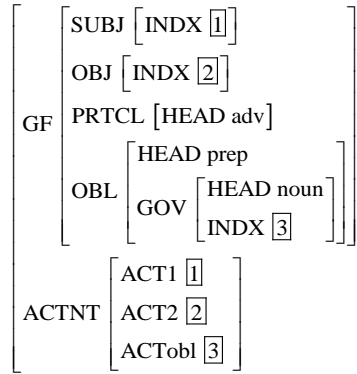 SUBJ [INDX 1]
OBJ [INDX 2]
GF PRTCL [HEAD adv]
HEAD prep
OBL GOV [HEAD noun
INDX 3]
ACT1 1
ACTNT ACT2 2
ACTobl 3